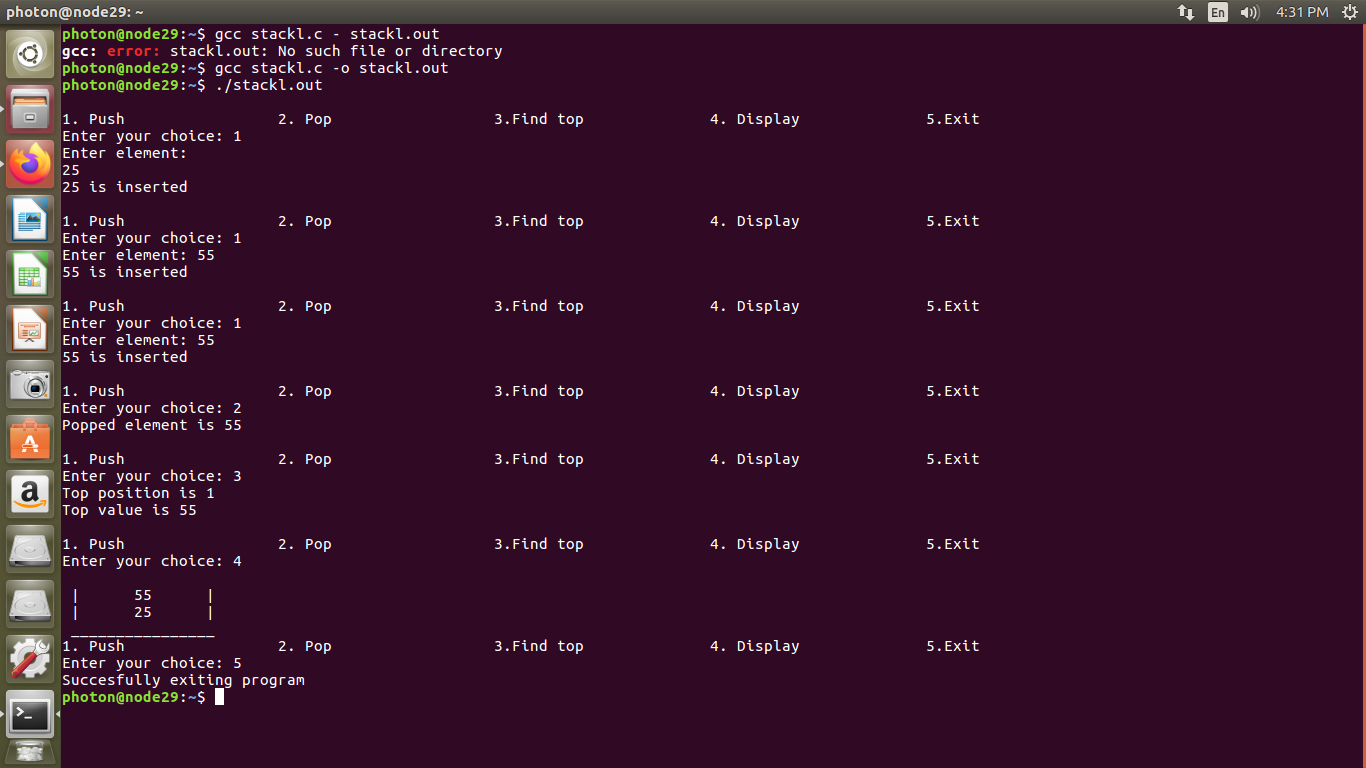 photon@node29: ~
En
4:31 PM
photon@node29:~$ gcc stackl.c - stackl.out
gcc: error: stackl.out: No such file or directory
photon@node29:~$ gcc stackl.c -o stackl.out
photon@node29:~$ ./stackl.out
1. Push 2. Pop 3.Find top 4. Display 5.Exit
Enter your choice: 1
Enter element:
25
25 is inserted
1. Push 2. Pop 3.Find top 4. Display 5.Exit
Enter your choice: 1
Enter element: 55
55 is inserted
1. Push 2. Pop 3.Find top 4. Display 5.Exit
Enter your choice: 1
Enter element: 55
55 is inserted
1. Push 2. Pop 3.Find top 4. Display 5.Exit
Enter your choice: 2
Popped element is 55
1. Push 2. Pop 3.Find top 4. Display 5.Exit
Enter your choice: 3
Top position is 1
Top value is 55
1. Push 2. Pop 3.Find top 4. Display 5.Exit
Enter your choice: 4
| 55 |
| 25 |
________________
1. Push 2. Pop 3.Find top 4. Display 5.Exit
Enter your choice: 5
Succesfully exiting program
photon@node29:~$